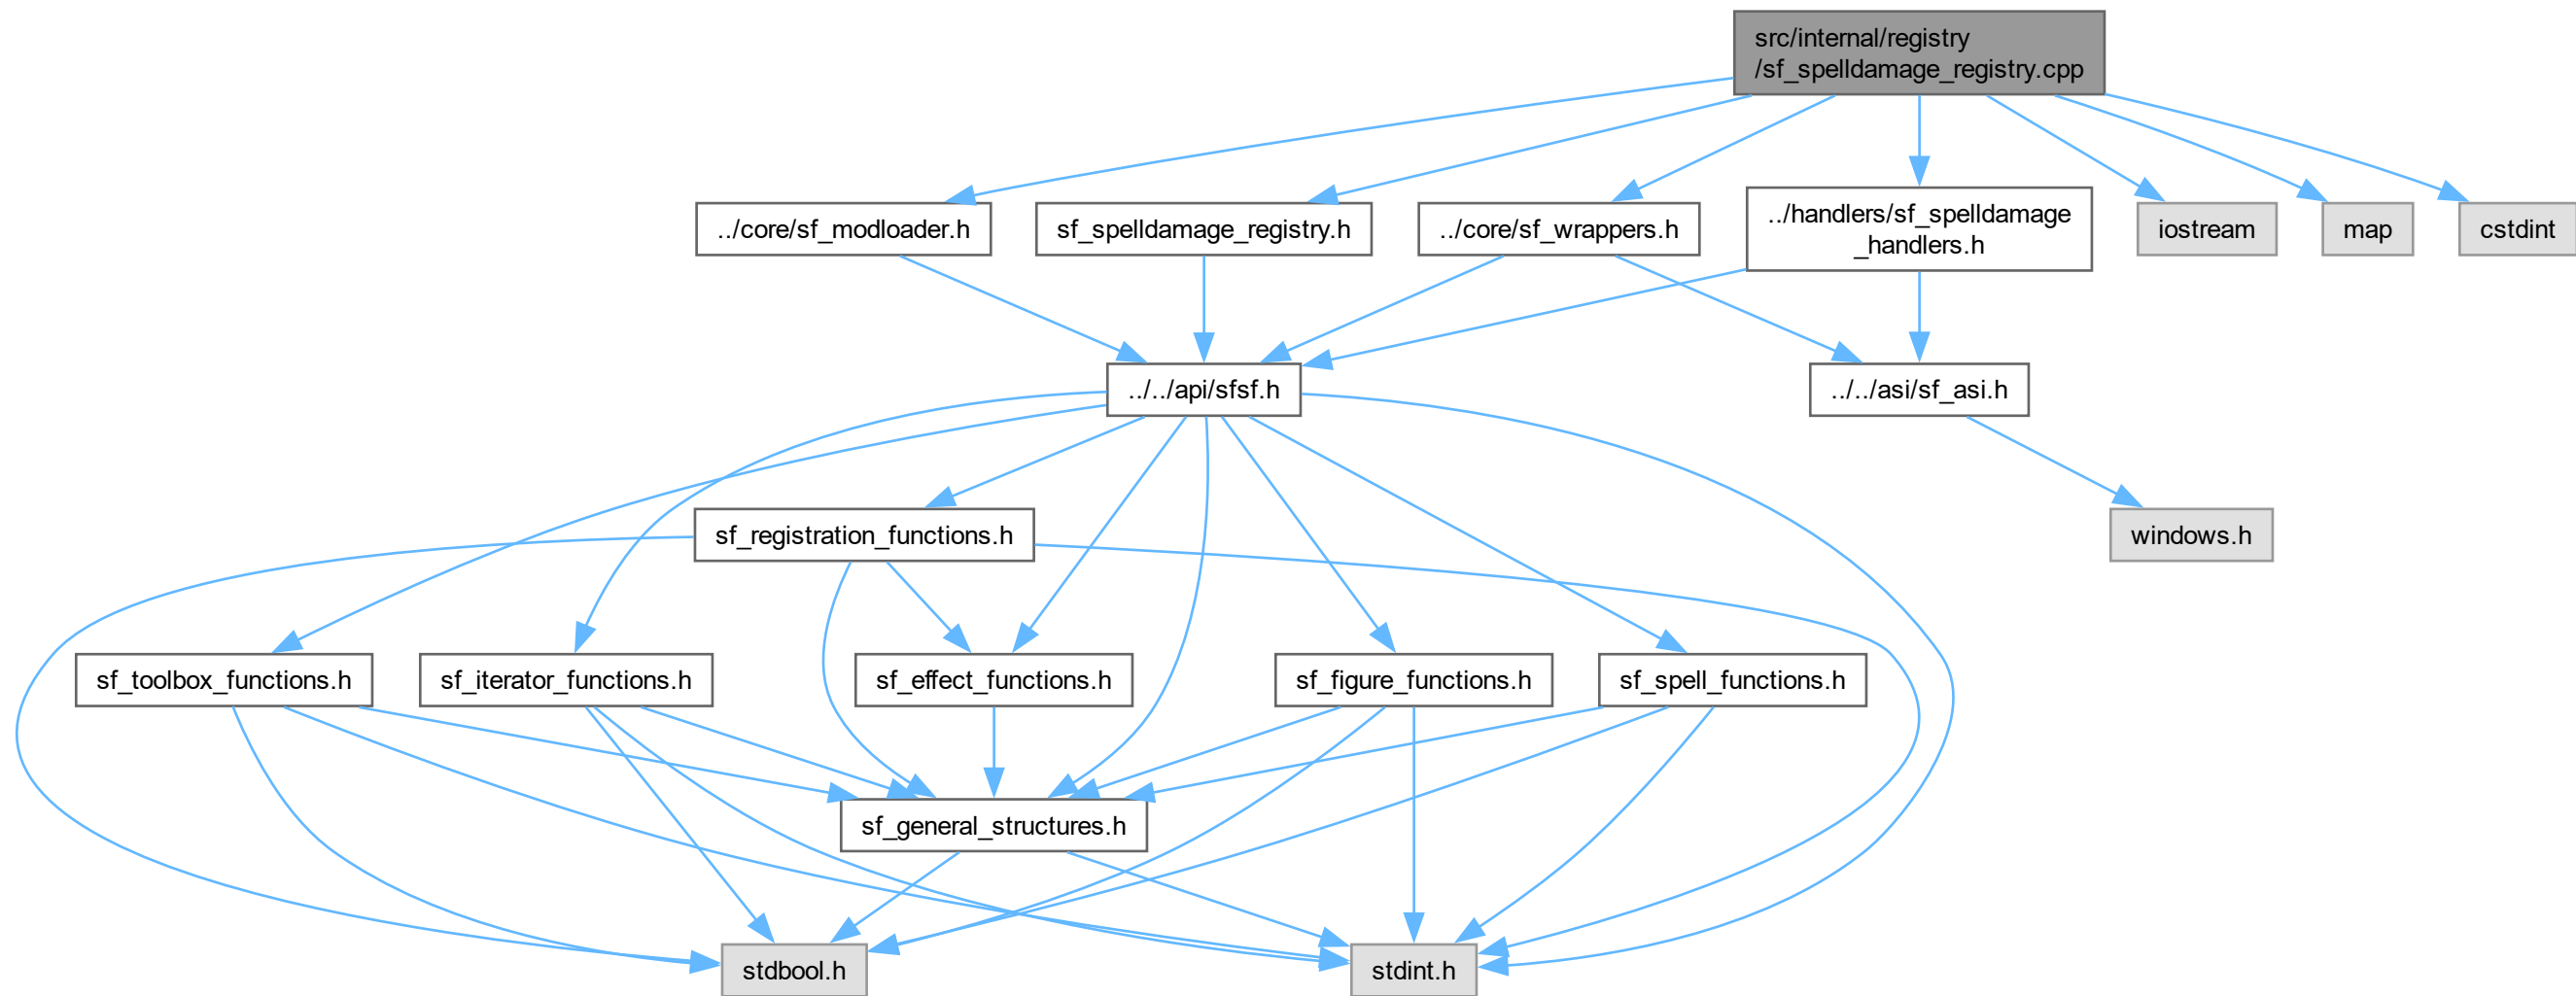 src/internal/registry
/sf_spelldamage_registry.cpp
../core/sf_modloader.h
sf_spelldamage_registry.h
../core/sf_wrappers.h
../handlers/sf_spelldamage
_handlers.h
iostream
map
cstdint
../../api/sfsf.h
../../asi/sf_asi.h
sf_registration_functions.h
windows.h
sf_toolbox_functions.h
sf_iterator_functions.h
sf_effect_functions.h
sf_figure_functions.h
sf_spell_functions.h
sf_general_structures.h
stdbool.h
stdint.h